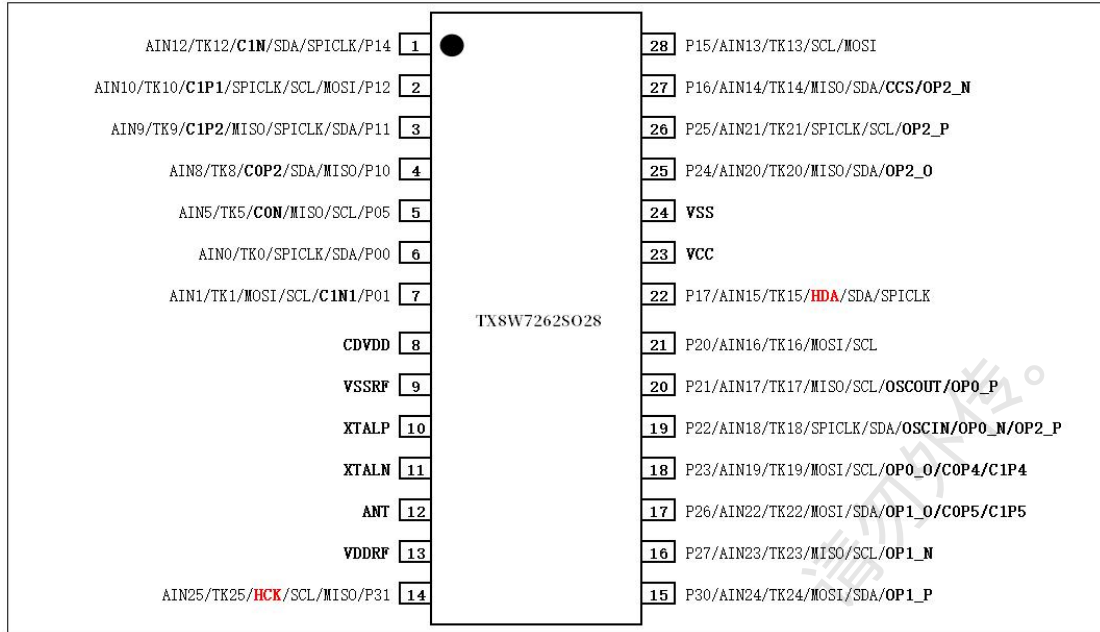 AIN12/TK12/C1N/SDA/SPICLK/P14 1
28 P15/AIN13/TK13/SCL/MOSI
AIN10/TK10/C1P1/SPICLK/SCL/MOSI/P12 2
27 P16/AIN14/TK14/MISO/SDA/CCS/OP2_N
AIN9/TK9/C1P2/MISO/SPICLK/SDA/P11 3
26 P25/AIN21/TK21/SPICLK/SCL/OP2_P
AIN8/TK8/C0P2/SDA/MISO/P10 4
25 P24/AIN20/TK20/MISO/SDA/OP2_O
AIN5/TK5/C0N/MISO/SCL/P05 5
24 VSS
AIN0/TK0/SPICLK/SDA/P00 6
23 VCC
AIN1/TK1/MOSI/SCL/C1N1/P01 7
22 P17/AIN15/TK15/HDA/SDA/SPICLK
TX8W7262SO28
CDVDD 8
21 P20/AIN16/TK16/MOSI/SCL
VSSRF 9
20 P21/AIN17/TK17/MISO/SCL/OSCOUT/OP0_P
XTALP 10
19 P22/AIN18/TK18/SPICLK/SDA/OSCIN/OP0_N/OP2_P
XTALN 11
18 P23/AIN19/TK19/MOSI/SCL/OP0_O/C0P4/C1P4
ANT 12
17 P26/AIN22/TK22/MOSI/SDA/OP1_O/C0P5/C1P5
VDDRF 13
16 P27/AIN23/TK23/MISO/SCL/OP1_N
AIN25/TK25/HCK/SCL/MISO/P31 14
15 P30/AIN24/TK24/MOSI/SDA/OP1_P
请勿外传。